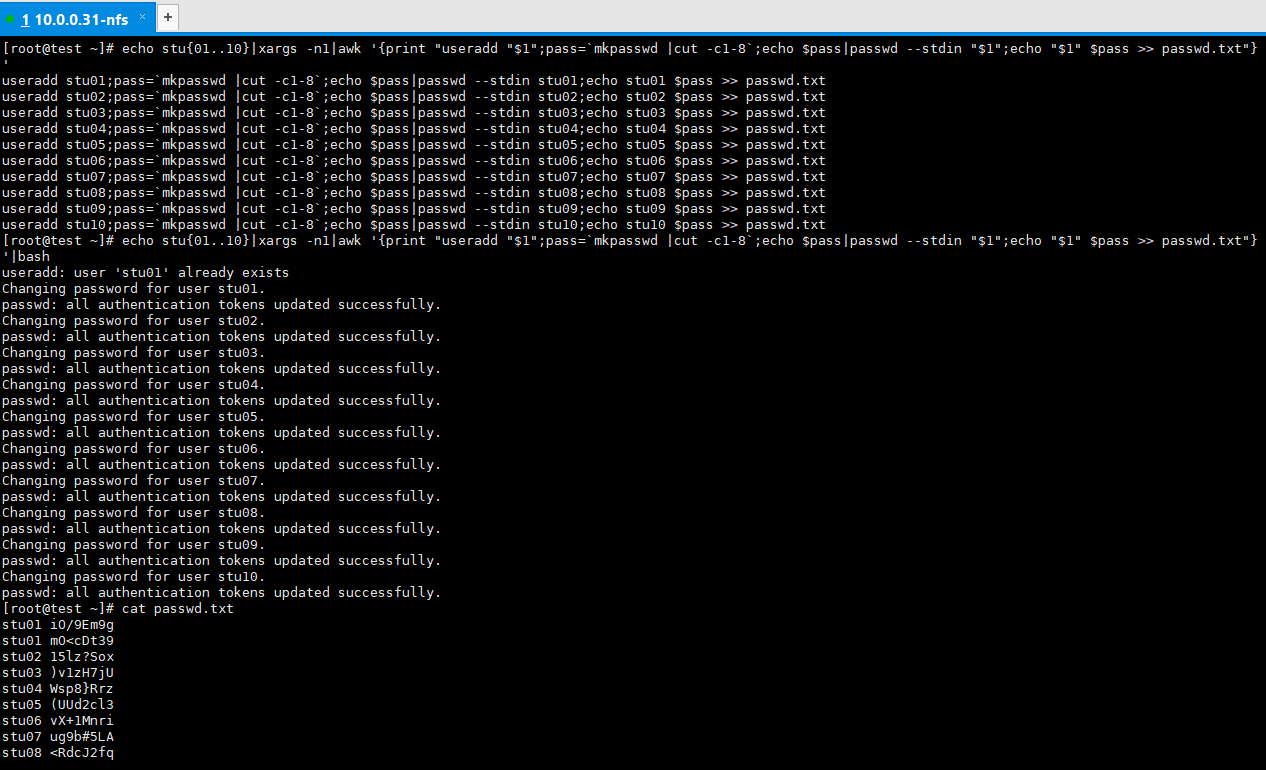 1 10.0.0.31-nfs × +
[root@test ~]# echo stu{01..10}|xargs -n1|awk '{print "useradd "$1";pass=`mkpasswd |cut -c1-8`;echo $pass|passwd --stdin "$1";echo "$1" $pass >> passwd.txt"}
'
useradd stu01;pass=`mkpasswd |cut -c1-8`;echo $pass|passwd --stdin stu01;echo stu01 $pass >> passwd.txt
useradd stu02;pass=`mkpasswd |cut -c1-8`;echo $pass|passwd --stdin stu02;echo stu02 $pass >> passwd.txt
useradd stu03;pass=`mkpasswd |cut -c1-8`;echo $pass|passwd --stdin stu03;echo stu03 $pass >> passwd.txt
useradd stu04;pass=`mkpasswd |cut -c1-8`;echo $pass|passwd --stdin stu04;echo stu04 $pass >> passwd.txt
useradd stu05;pass=`mkpasswd |cut -c1-8`;echo $pass|passwd --stdin stu05;echo stu05 $pass >> passwd.txt
useradd stu06;pass=`mkpasswd |cut -c1-8`;echo $pass|passwd --stdin stu06;echo stu06 $pass >> passwd.txt
useradd stu07;pass=`mkpasswd |cut -c1-8`;echo $pass|passwd --stdin stu07;echo stu07 $pass >> passwd.txt
useradd stu08;pass=`mkpasswd |cut -c1-8`;echo $pass|passwd --stdin stu08;echo stu08 $pass >> passwd.txt
useradd stu09;pass=`mkpasswd |cut -c1-8`;echo $pass|passwd --stdin stu09;echo stu09 $pass >> passwd.txt
useradd stu10;pass=`mkpasswd |cut -c1-8`;echo $pass|passwd --stdin stu10;echo stu10 $pass >> passwd.txt
[root@test ~]# echo stu{01..10}|xargs -n1|awk '{print "useradd "$1";pass=`mkpasswd |cut -c1-8`;echo $pass|passwd --stdin "$1";echo "$1" $pass >> passwd.txt"}
'|bash
useradd: user 'stu01' already exists
Changing password for user stu01.
passwd: all authentication tokens updated successfully.
Changing password for user stu02.
passwd: all authentication tokens updated successfully.
Changing password for user stu03.
passwd: all authentication tokens updated successfully.
Changing password for user stu04.
passwd: all authentication tokens updated successfully.
Changing password for user stu05.
passwd: all authentication tokens updated successfully.
Changing password for user stu06.
passwd: all authentication tokens updated successfully.
Changing password for user stu07.
passwd: all authentication tokens updated successfully.
Changing password for user stu08.
passwd: all authentication tokens updated successfully.
Changing password for user stu09.
passwd: all authentication tokens updated successfully.
Changing password for user stu10.
passwd: all authentication tokens updated successfully.
[root@test ~]# cat passwd.txt
stu01 iO/9Em9g
stu01 mO<cDt39
stu02 15lz?Sox
stu03 )v1zH7jU
stu04 Wsp8}Rrz
stu05 (UUd2cl3
stu06 vX+1Mnri
stu07 ug9b#5LA
stu08 <RdcJ2fq